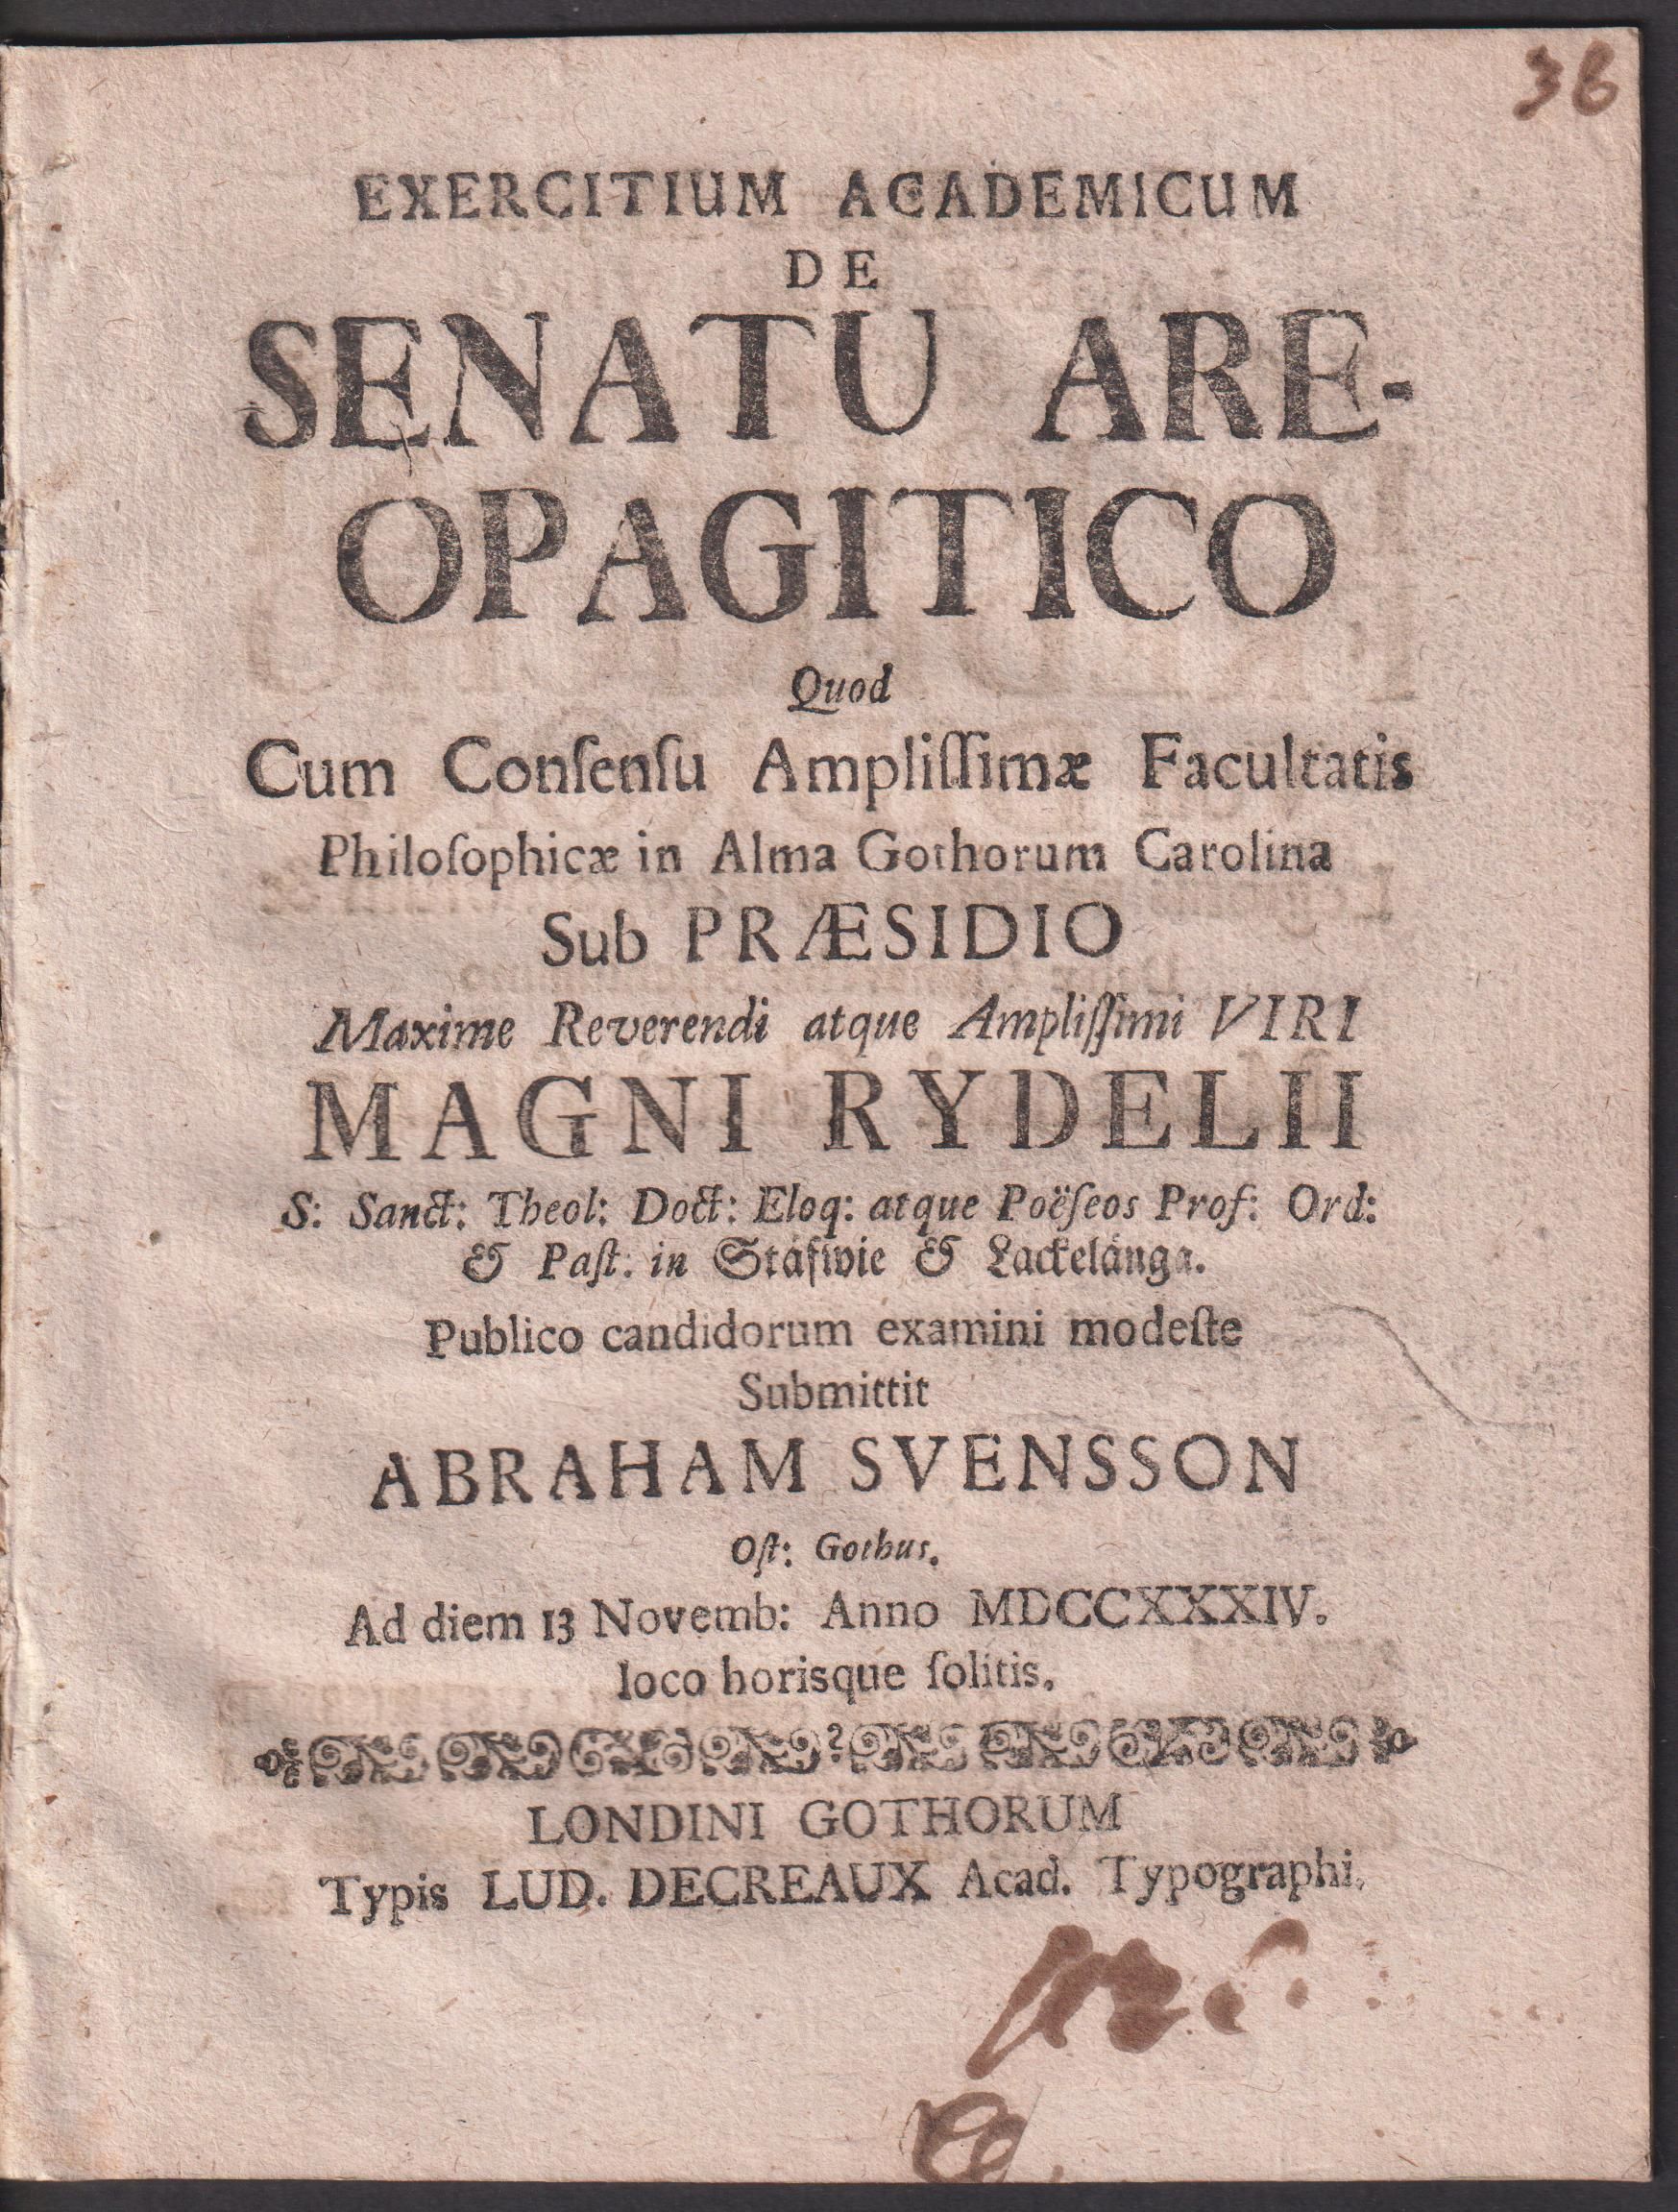 36
EXERCITIUM ACADEMICUM
DE
SENATU ARE-
OPAGITICO
Quod
Cum Conſenſu Ampliſſimæ Facultatis
Philoſophicæ in Alma Gothorum Carolina
Sub PRÆSIDIO
Maxime Reverendi atque Ampliſſimi VIRI
MAGNI RYDELII
S: Sanct: Theol: Doct: Eloq: atque Poëſeos Prof: Ord:
& Paſt: in Stäfwie & Lackelänga.
Publico candidorum examini modeſte
Submittit
ABRAHAM SVENSSON
Oſt: Gothus.
Ad diem 13 Novemb: Anno MDCCXXXIV.
loco horisque ſolitis.
LONDINI GOTHORUM
Typis LUD. DECREAUX Acad. Typographi.